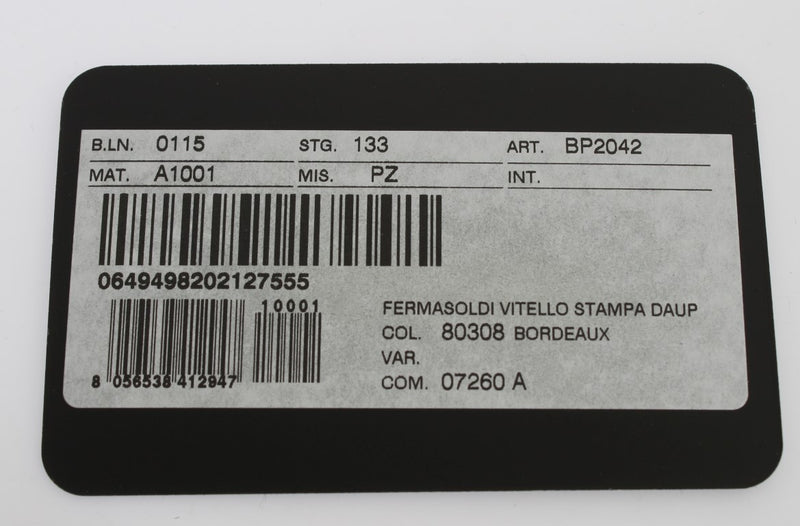 B.LN. 0115 STG. 133 ART. BP2042
MAT. A1001 MIS. PZ INT.
0649498202127555
10001
8 056538 412947
FERMASOLDI VITELLO STAMPA DAUP
COL. 80308 BORDEAUX
VAR.
COM. 07260 A